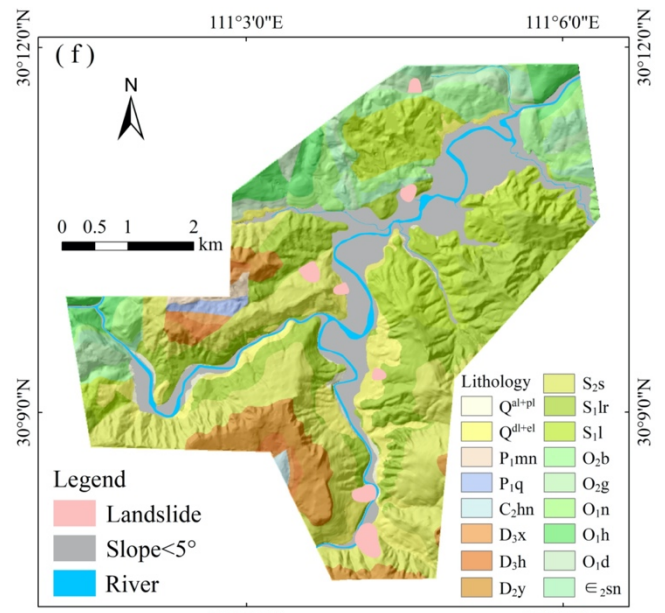 111°3'0"E 111°6'0"E
30°12'0"N 30°12'0"N
(f)
N
0 0.5 1 2
km
30°9'0"N 30°9'0"N
Legend
Landslide
Slope<5°
River
Lithology
Qal+pl
Qdl+el
P1mn
P1q
C2hn
D3x
D3h
D2y
S2s
S1lr
S1l
O2b
O2g
O1n
O1h
O1d
∈2sn